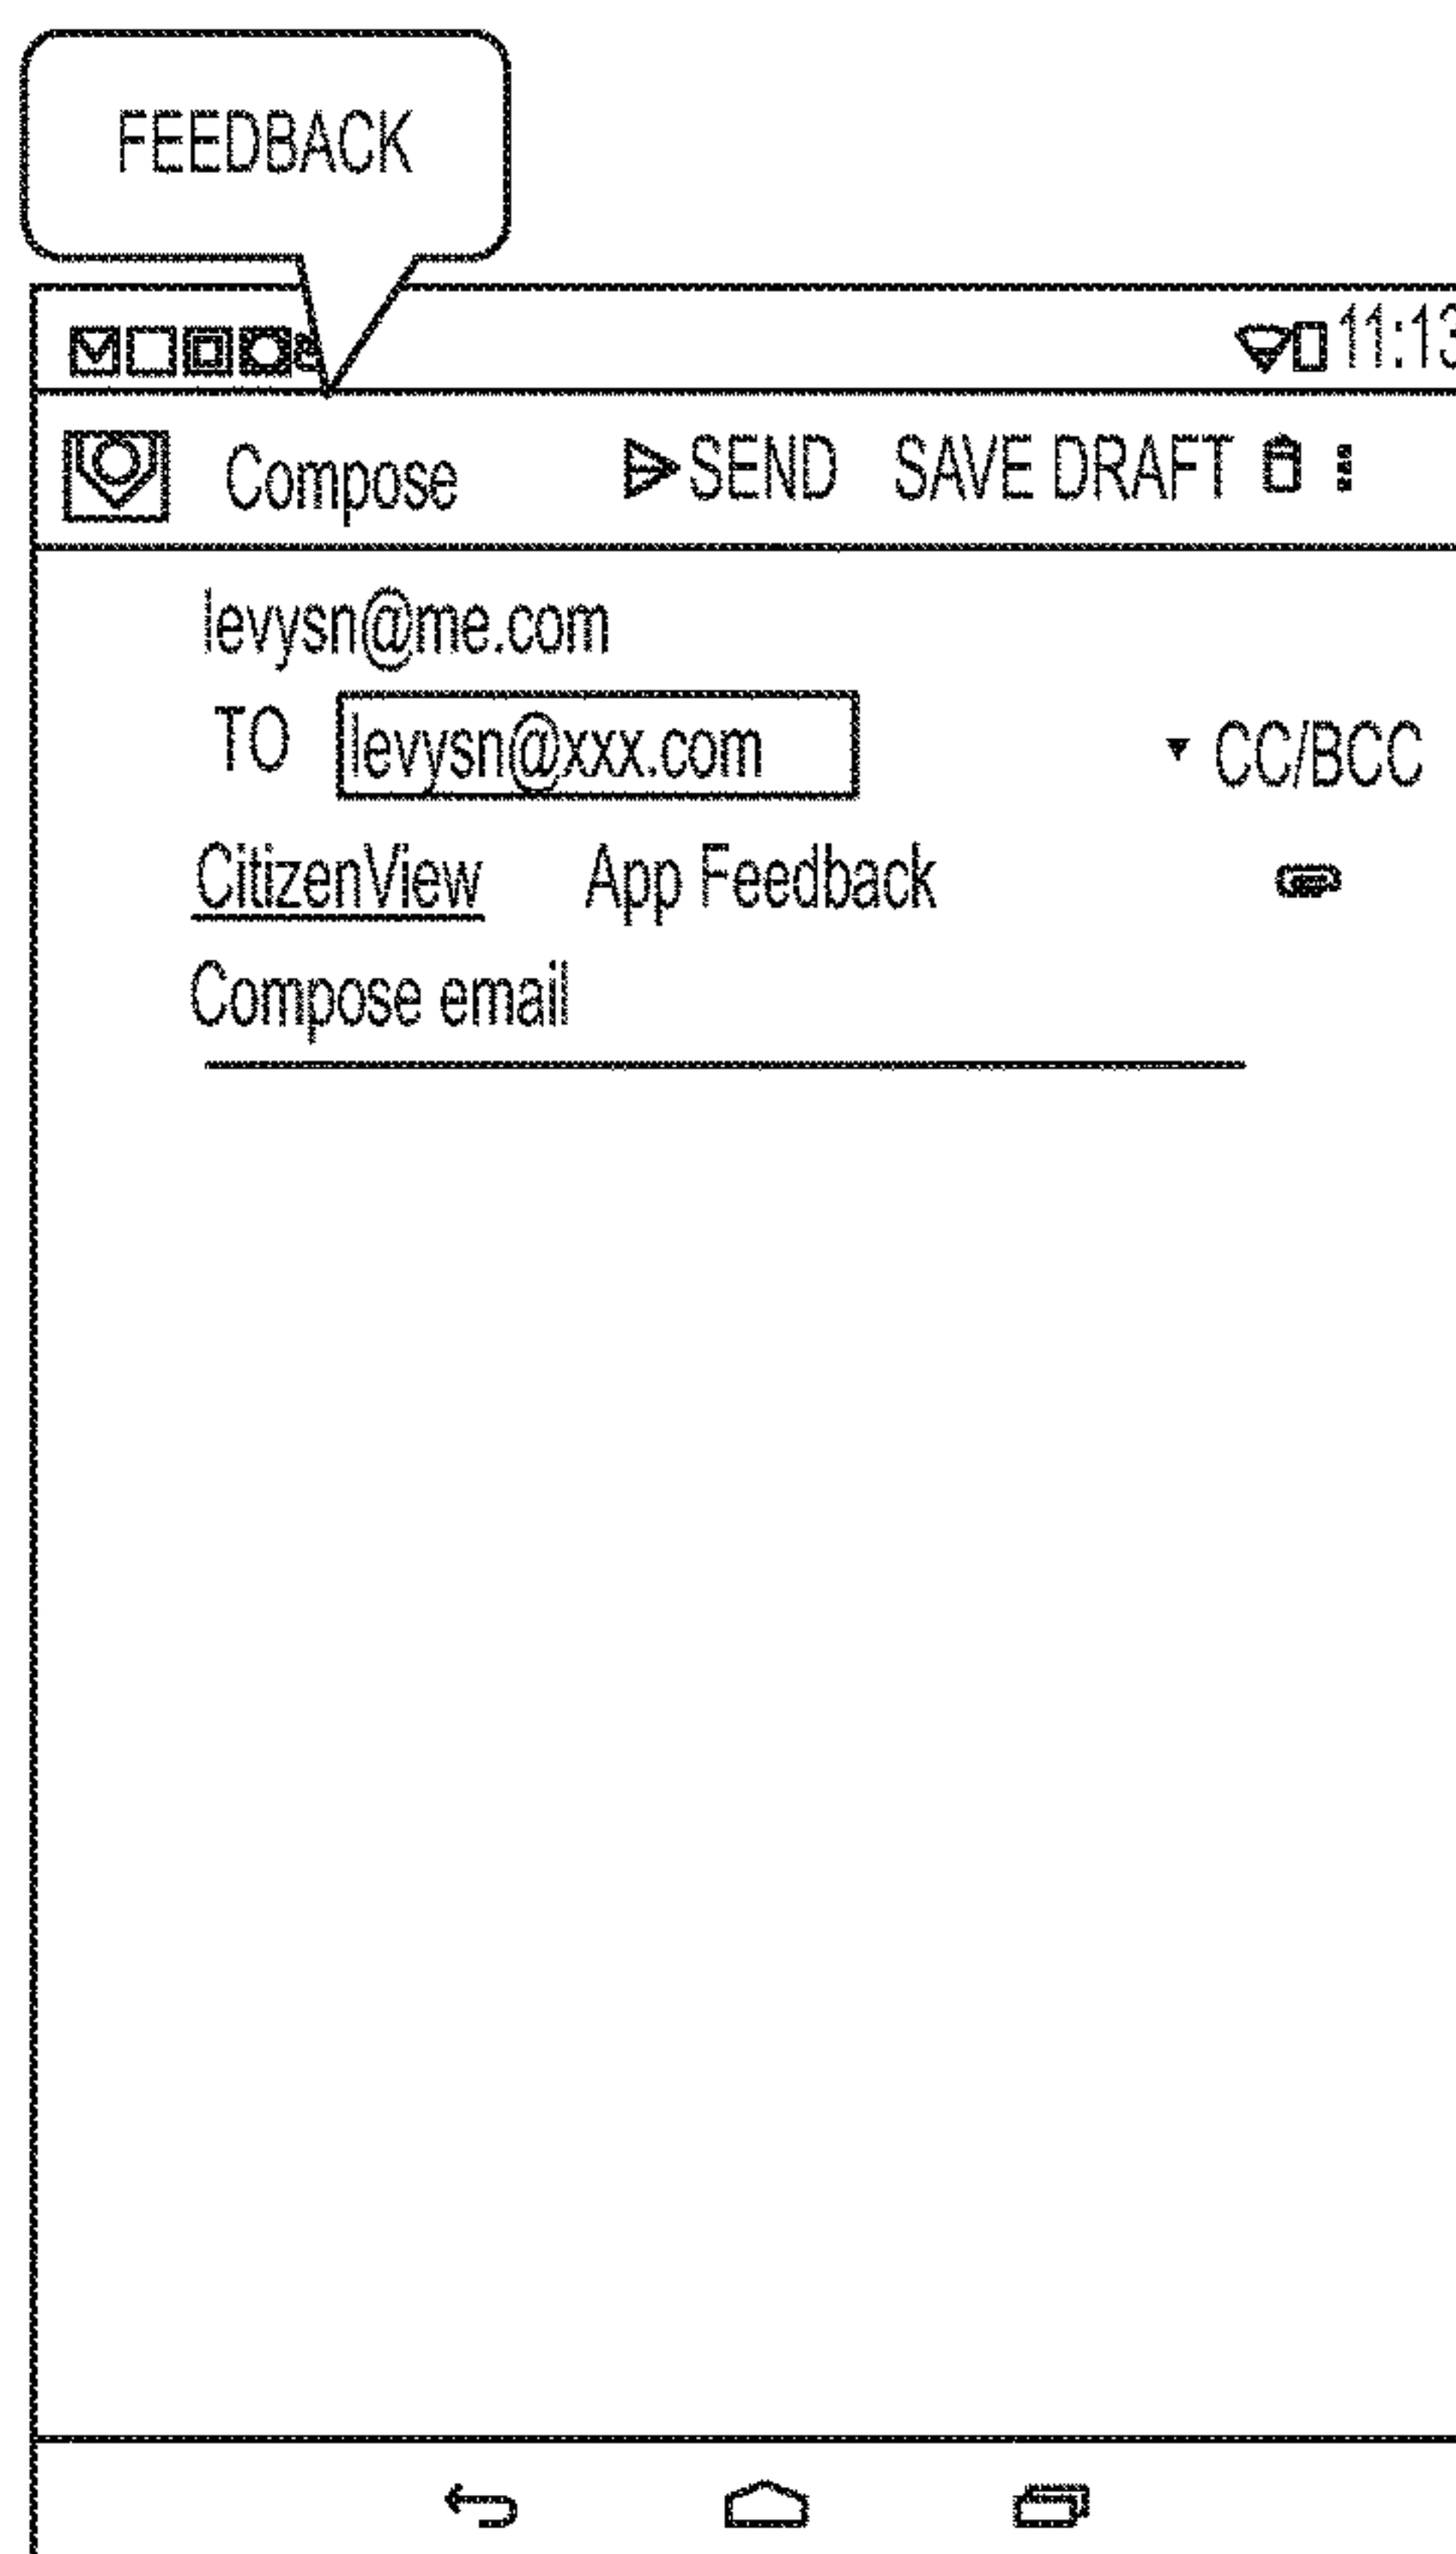 FEEDBACK
11:13
Compose SEND SAVE DRAFT
levysn@me.com
TO levysn@xxx.com CC/BCC
CitizenView App Feedback
Compose email